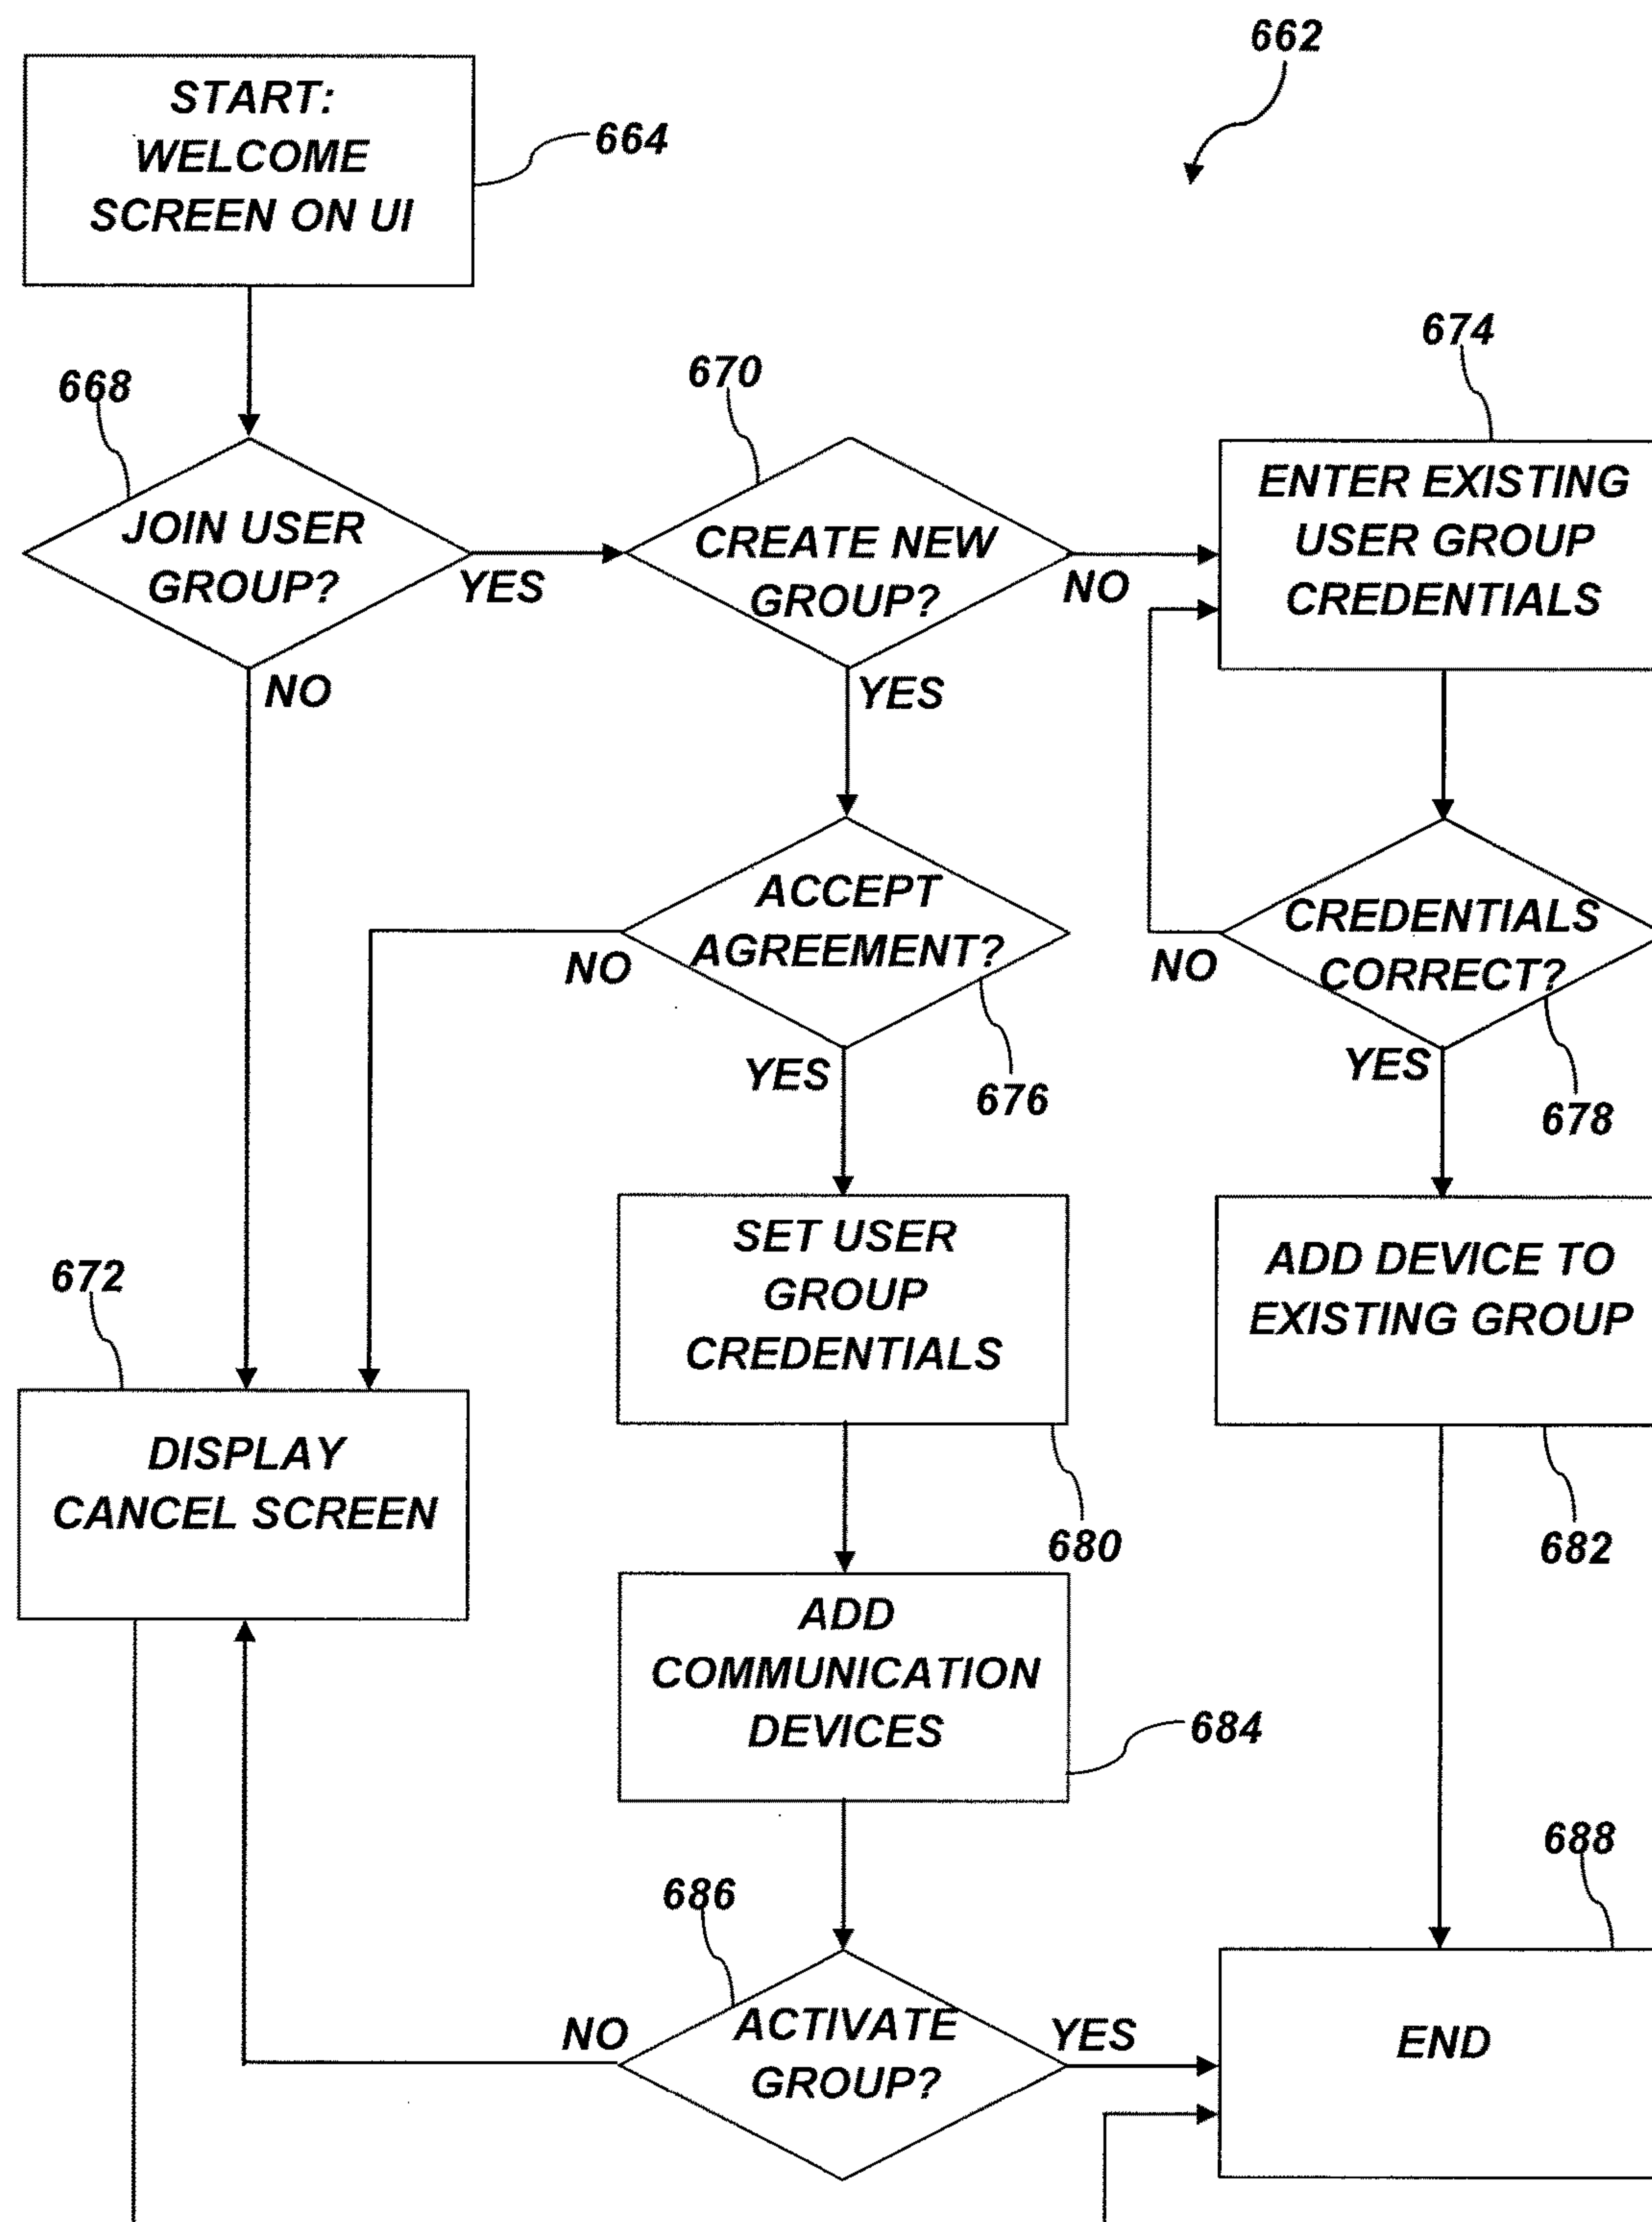 662
START:
WELCOME
SCREEN ON UI
664
668
JOIN USER
GROUP?
YES
NO
670
CREATE NEW
GROUP?
NO
YES
674
ENTER EXISTING
USER GROUP
CREDENTIALS
ACCEPT
AGREEMENT?
NO
YES
676
CREDENTIALS
CORRECT?
NO
YES
678
672
DISPLAY
CANCEL SCREEN
SET USER
GROUP
CREDENTIALS
680
ADD DEVICE TO
EXISTING GROUP
682
ADD
COMMUNICATION
DEVICES
684
686
ACTIVATE
GROUP?
NO
YES
688
END